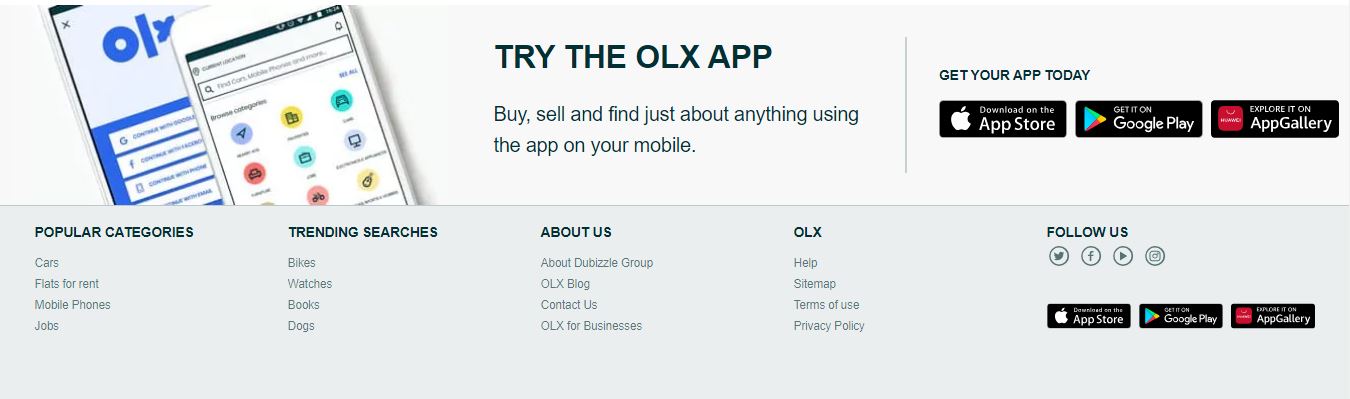 olx
CONTINUE WITH GOOGLE
CONTINUE WITH FACEBOOK
CONTINUE WITH PHONE
CONTINUE WITH EMAIL
CURRENT LOCATION
Find Cars, Mobile Phones and more...
Browse categories
SEE ALL
CARS
JOBS
FURNITURE
TRY THE OLX APP
Buy, sell and find just about anything using
the app on your mobile.
GET YOUR APP TODAY
Download on the
App Store
GET IT ON
Google Play
HUAWEI
EXPLORE IT ON
AppGallery
POPULAR CATEGORIES
Cars
Flats for rent
Mobile Phones
Jobs
TRENDING SEARCHES
Bikes
Watches
Books
Dogs
ABOUT US
About Dubizzle Group
OLX Blog
Contact Us
OLX for Businesses
OLX
Help
Sitemap
Terms of use
Privacy Policy
FOLLOW US
Download on the
App Store
GET IT ON
Google Play
HUAWEI
EXPLORE IT ON
AppGallery